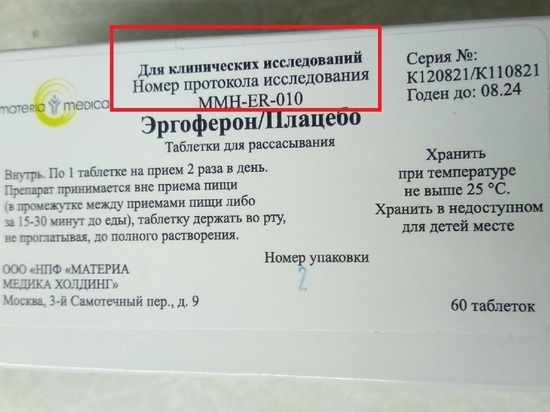 materia medica
Для клинических исследований
Номер протокола исследования
MMH-ER-010
Серия №:
К120821/К110821
Годен до: 08.24
Эргоферон/Плацебо
Таблетки для рассасывания
Внутрь. По 1 таблетке на прием 2 раза в день.
Препарат принимается вне приема пищи
(в промежутке между приемами пищи либо
за 15-30 минут до еды), таблетку держать во рту,
не проглатывая, до полного растворения.
Хранить
при температуре
не выше 25 °С.
Хранить в недоступном
для детей месте
ООО «НПФ «МАТЕРИА
МЕДИКА ХОЛДИНГ»
Москва, 3-й Самотечный пер., д. 9
Номер упаковки
2
60 таблеток